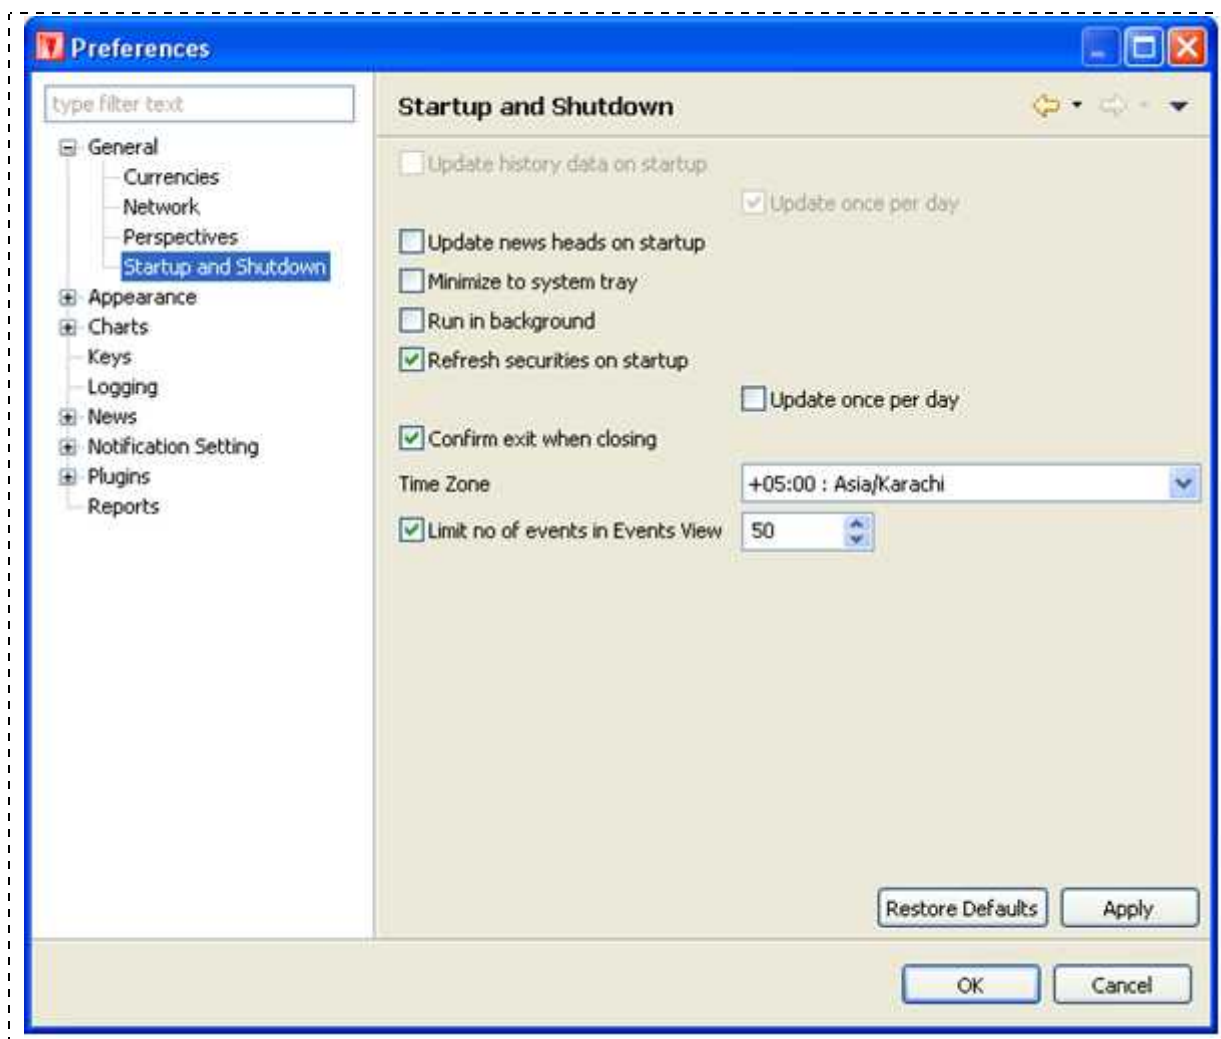 Preferences
type filter text
General
Currencies
Network
Perspectives
Startup and Shutdown
Appearance
Charts
Keys
Logging
News
Notification Setting
Plugins
Reports
Startup and Shutdown
Update history data on startup
Update once per day
Update news heads on startup
Minimize to system tray
Run in background
Refresh securities on startup
Update once per day
Confirm exit when closing
Time Zone +05:00 : Asia/Karachi
Limit no of events in Events View 50
Restore Defaults Apply
OK Cancel